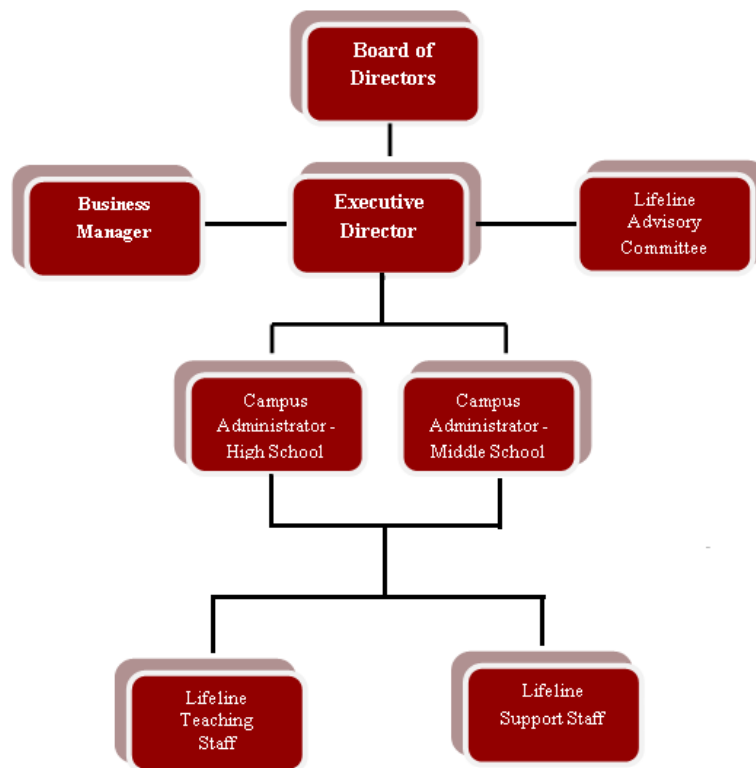 Board of
Directors
Business
Manager
Executive
Director
Lifeline
Advisory
Committee
Campus
Administrator -
High School
Campus
Administrator -
Middle School
Lifeline
Teaching
Staff
Lifeline
Support Staff